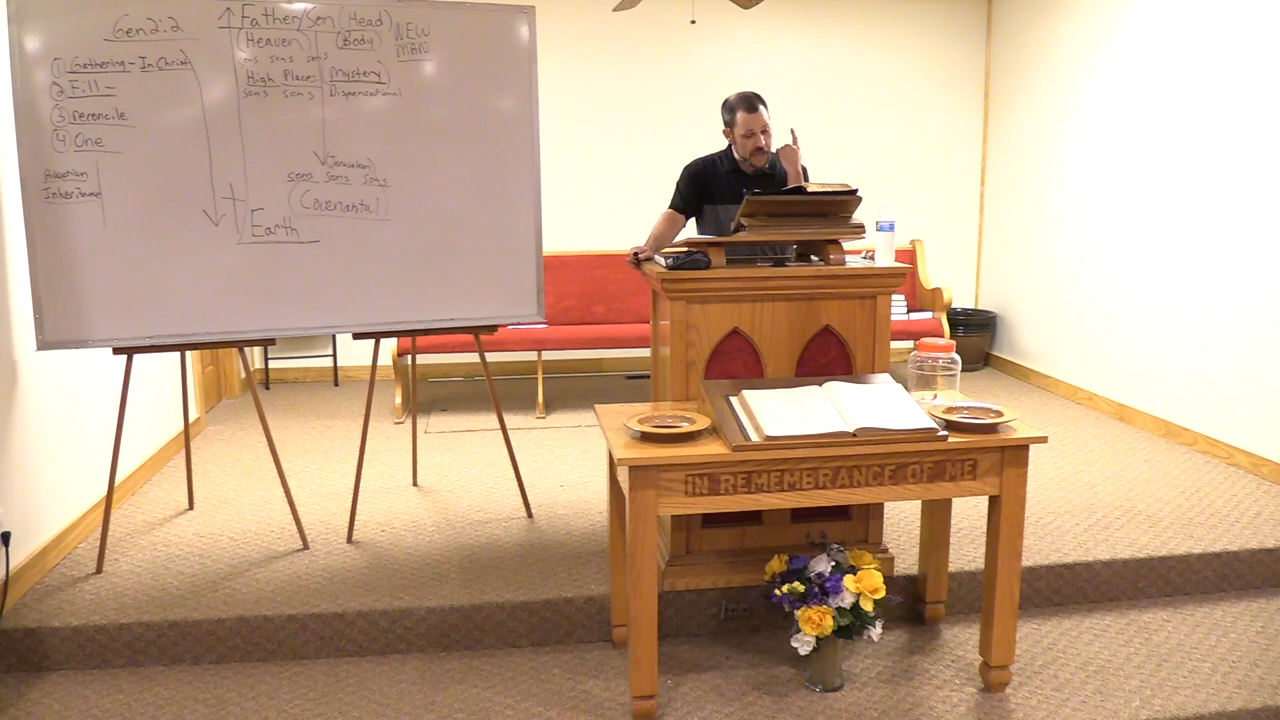 Gen 2:2
① Gathering - In Christ
② Fill -
③ reconcile
④ One
Adoption
Inheritance
↑ Father/Son (Head)
(Heaven) Body
sons sons sons
High Places Mystery
sons sons Dispensational
NEW
MAN
(Jerusalem)
sons sons sons
Covenantal
Earth
IN REMEMBRANCE OF ME